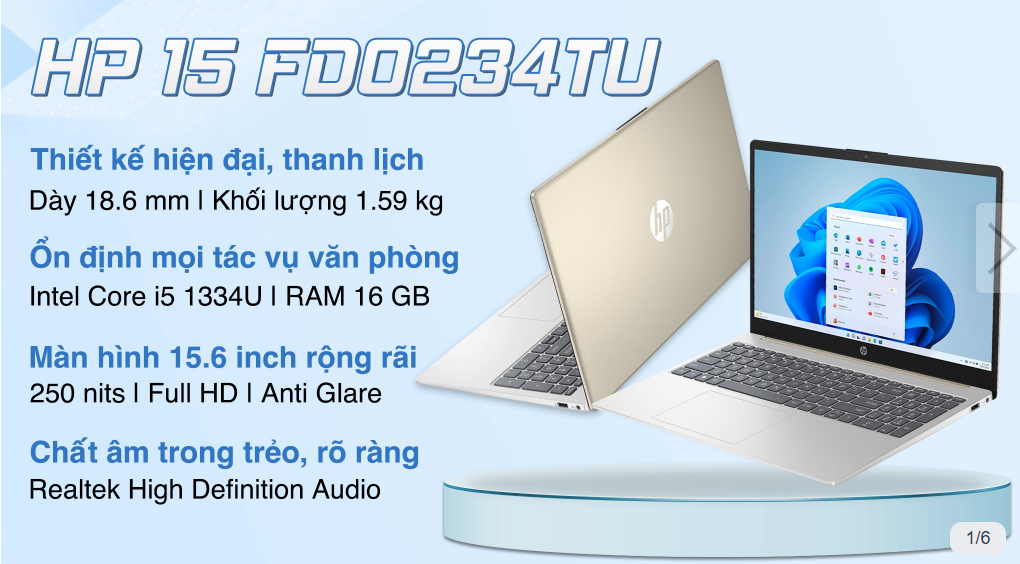 HP 15 FD0234TU
Thiết kế hiện đại, thanh lịch
Dày 18.6 mm | Khối lượng 1.59 kg
Ổn định mọi tác vụ văn phòng
Intel Core i5 1334U | RAM 16 GB
Màn hình 15.6 inch rộng rãi
250 nits | Full HD | Anti Glare
Chất âm trong trẻo, rõ ràng
Realtek High Definition Audio
hp
hp
1/6